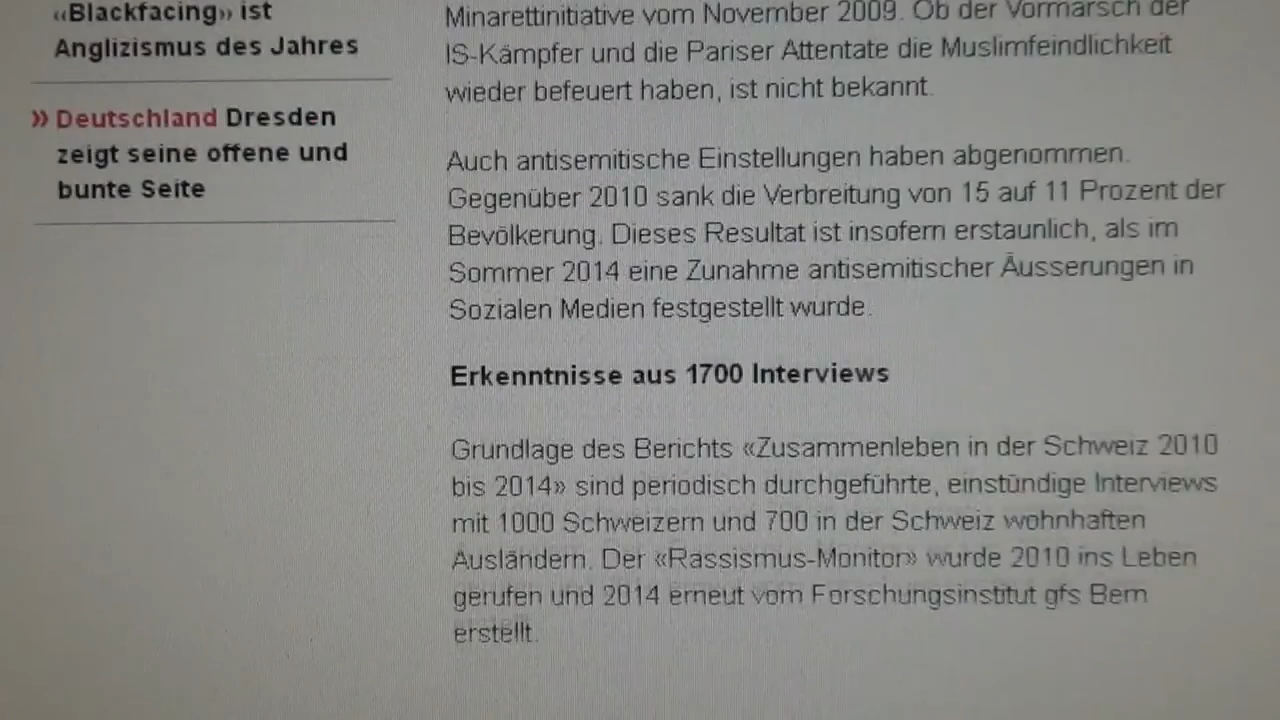 «Blackfacing» ist
Anglizismus des Jahres
» Deutschland Dresden
zeigt seine offene und
bunte Seite
Minarettinitiative vom November 2009. Ob der Vormarsch der
IS-Kämpfer und die Pariser Attentate die Muslimfeindlichkeit
wieder befeuert haben, ist nicht bekannt.
Auch antisemitische Einstellungen haben abgenommen.
Gegenüber 2010 sank die Verbreitung von 15 auf 11 Prozent der
Bevölkerung. Dieses Resultat ist insofern erstaunlich, als im
Sommer 2014 eine Zunahme antisemitischer Äusserungen in
Sozialen Medien festgestellt wurde.
Erkenntnisse aus 1700 Interviews
Grundlage des Berichts «Zusammenleben in der Schweiz 2010
bis 2014» sind periodisch durchgeführte, einstündige Interviews
mit 1000 Schweizern und 700 in der Schweiz wohnhaften
Ausländern. Der «Rassismus-Monitor» wurde 2010 ins Leben
gerufen und 2014 erneut vom Forschungsinstitut gfs Bern
erstellt.